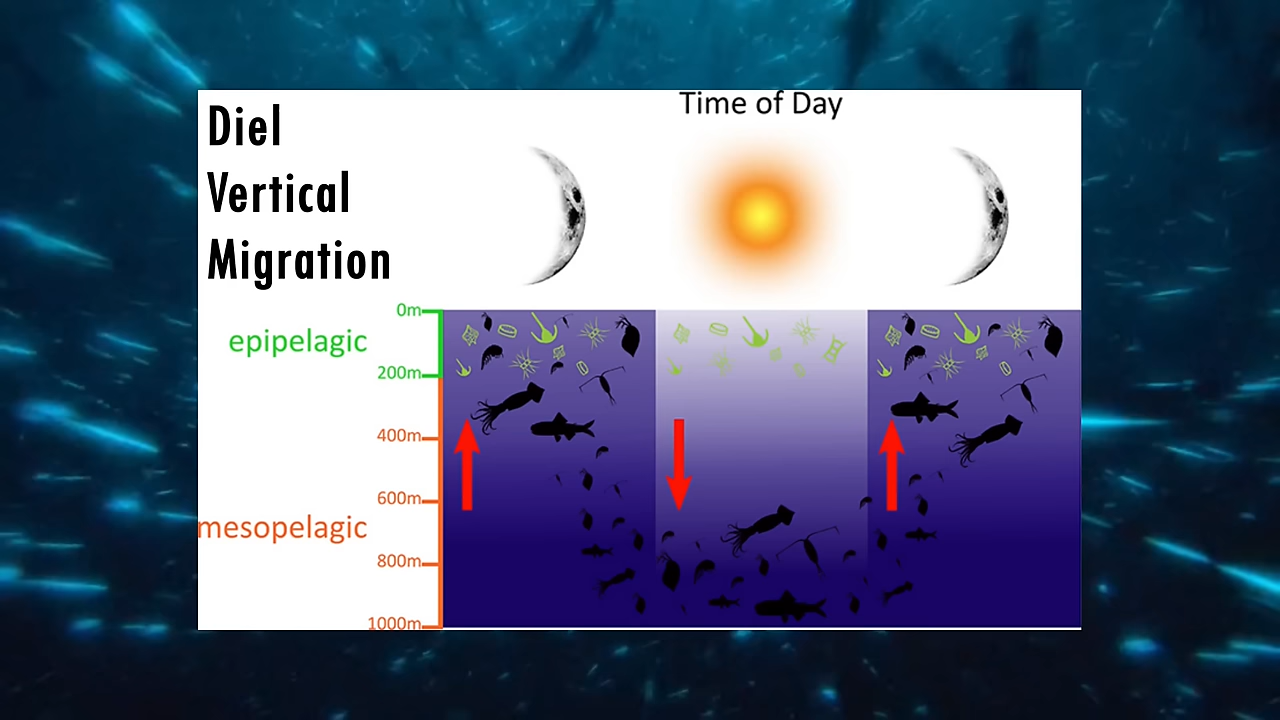 Diel
Vertical
Migration
Time of Day
epipelagic
mesopelagic
0m
200m
400m
600m
800m
1000m